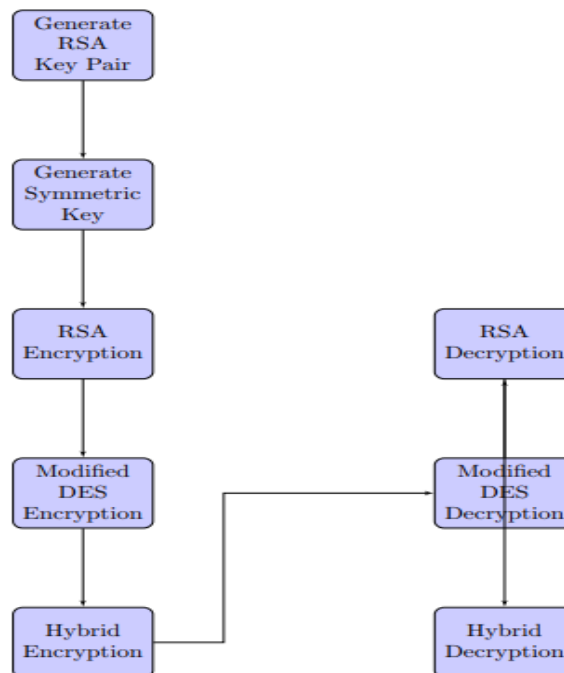 Generate
RSA
Key Pair
Generate
Symmetric
Key
RSA
Encryption
Modified
DES
Encryption
Hybrid
Encryption
RSA
Decryption
Modified
DES
Decryption
Hybrid
Decryption